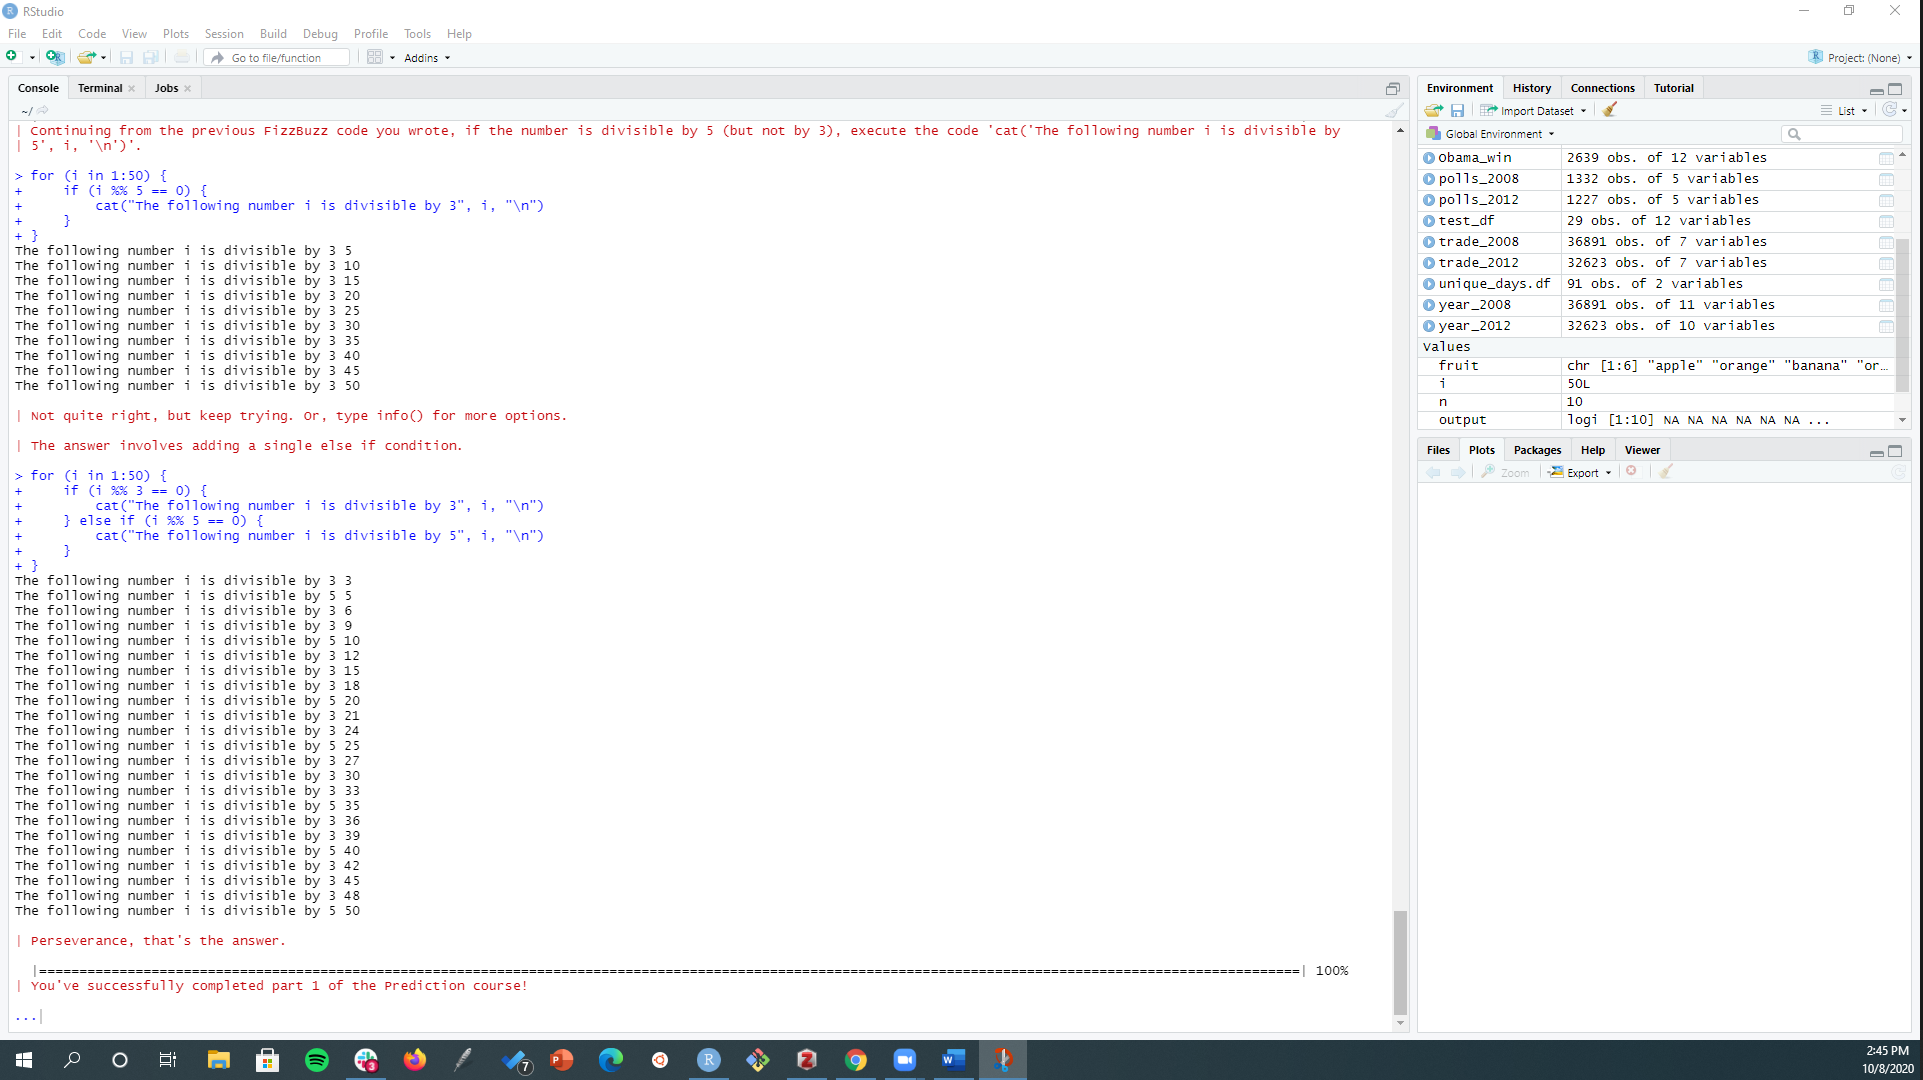 RStudio
File Edit Code View Plots Session Build Debug Profile Tools Help
Go to file/function Addins Project: (None)
Console Terminal Jobs
~/
| Continuing from the previous FizzBuzz code you wrote, if the number is divisible by 5 (but not by 3), execute the code 'cat('The following number i is divisible by
| 5', i, '\n')'.
> for (i in 1:50) {
+     if (i %% 5 == 0) {
+         cat("The following number i is divisible by 3", i, "\n")
+     }
+ }
The following number i is divisible by 3 5
The following number i is divisible by 3 10
The following number i is divisible by 3 15
The following number i is divisible by 3 20
The following number i is divisible by 3 25
The following number i is divisible by 3 30
The following number i is divisible by 3 35
The following number i is divisible by 3 40
The following number i is divisible by 3 45
The following number i is divisible by 3 50
| Not quite right, but keep trying. Or, type info() for more options.
| The answer involves adding a single else if condition.
> for (i in 1:50) {
+     if (i %% 3 == 0) {
+         cat("The following number i is divisible by 3", i, "\n")
+     } else if (i %% 5 == 0) {
+         cat("The following number i is divisible by 5", i, "\n")
+     }
+ }
The following number i is divisible by 3 3
The following number i is divisible by 5 5
The following number i is divisible by 3 6
The following number i is divisible by 3 9
The following number i is divisible by 5 10
The following number i is divisible by 3 12
The following number i is divisible by 3 15
The following number i is divisible by 3 18
The following number i is divisible by 5 20
The following number i is divisible by 3 21
The following number i is divisible by 3 24
The following number i is divisible by 5 25
The following number i is divisible by 3 27
The following number i is divisible by 3 30
The following number i is divisible by 3 33
The following number i is divisible by 5 35
The following number i is divisible by 3 36
The following number i is divisible by 3 39
The following number i is divisible by 5 40
The following number i is divisible by 3 42
The following number i is divisible by 3 45
The following number i is divisible by 3 48
The following number i is divisible by 5 50
| Perseverance, that's the answer.
|==============================================================================================================================================================| 100%
| You've successfully completed part 1 of the Prediction course!
...
Environment History Connections Tutorial
Import Dataset List
Global Environment
Obama_win 2639 obs. of 12 variables
polls_2008 1332 obs. of 5 variables
polls_2012 1227 obs. of 5 variables
test_df 29 obs. of 12 variables
trade_2008 36891 obs. of 7 variables
trade_2012 32623 obs. of 7 variables
unique_days.df 91 obs. of 2 variables
year_2008 36891 obs. of 11 variables
year_2012 32623 obs. of 10 variables
Values
fruit chr [1:6] "apple" "orange" "banana" "or…
i 50L
n 10
output logi [1:10] NA NA NA NA NA NA ...
Files Plots Packages Help Viewer
Zoom Export
3
7
2:45 PM
10/8/2020